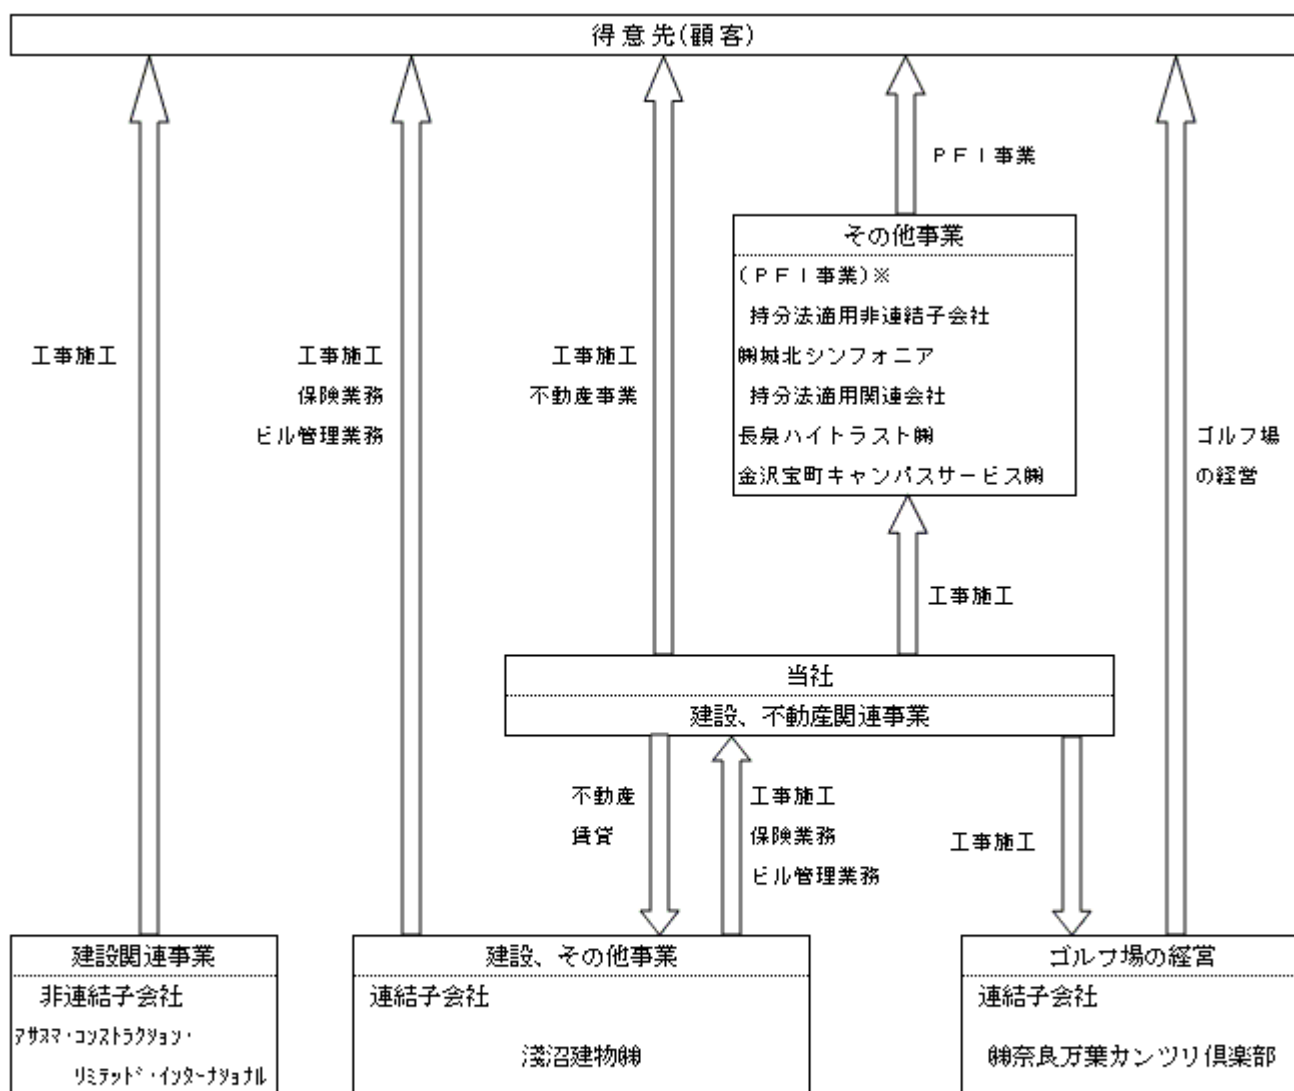 得意先(顧客)
ＰＦＩ事業
その他事業
(ＰＦＩ事業)※
持分法適用非連結子会社
㈱城北シンフォニア
持分法適用関連会社
長泉ハイトラスト㈱
金沢宝町キャンパスサービス㈱
工事施工
工事施工
保険業務
ビル管理業務
工事施工
不動産事業
ゴルフ場
の経営
工事施工
当社
建設、不動産関連事業
不動産
賃貸
工事施工
保険業務
ビル管理業務
工事施工
建設関連事業
非連結子会社
ｱｻﾇﾏ･ｺﾝｽﾄﾗｸｼｮﾝ･
ﾘﾐﾃｯﾄﾞ･ｲﾝﾀｰﾅｼｮﾅﾙ
建設、その他事業
連結子会社
淺沼建物㈱
ゴルフ場の経営
連結子会社
㈱奈良万葉カンツリ倶楽部